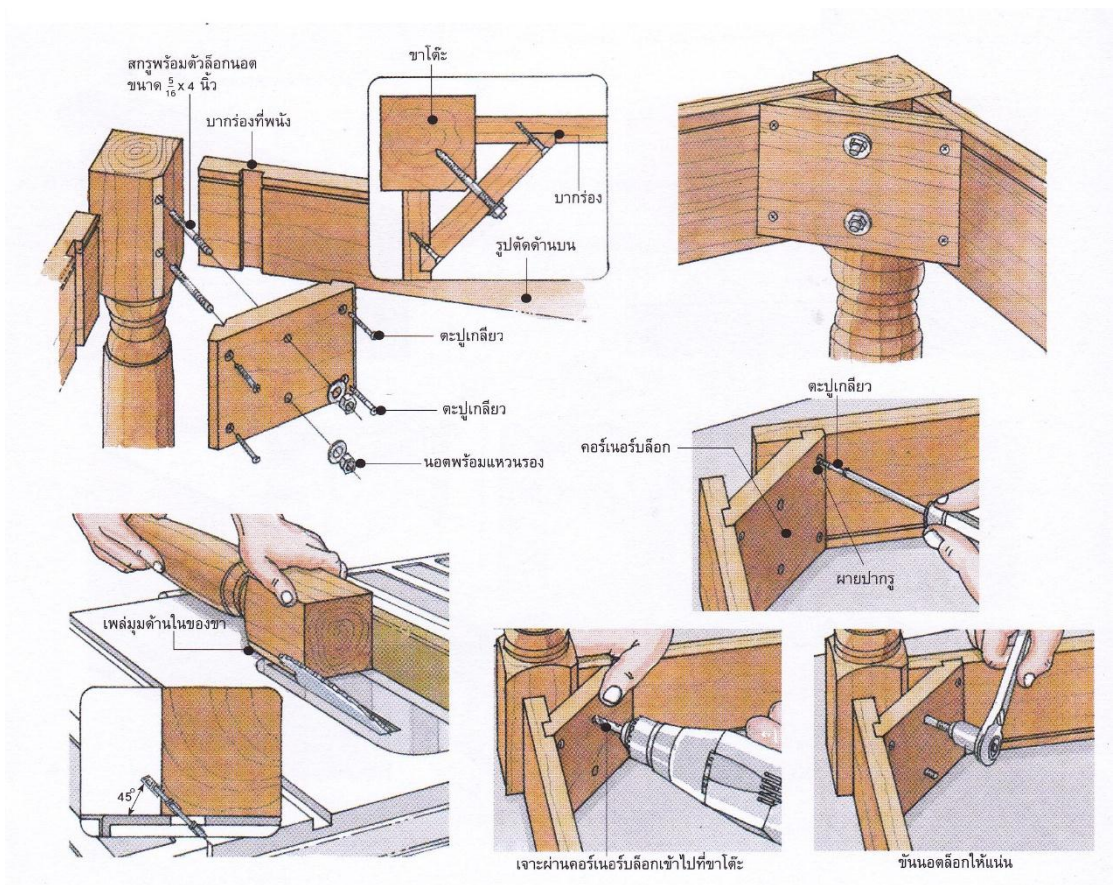 สกรูพร้อมตัวล็อกนอต
ขนาด 5/16 x 4 นิ้ว
บากร่องที่พนัง
ขาโต๊ะ
บากร่อง
รูปตัดด้านบน
ตะปูเกลียว
ตะปูเกลียว
นอตพร้อมแหวนรอง
ตะปูเกลียว
คอร์เนอร์บล็อก
ผายปากรู
เพล่มุมด้านในของขา
45°
เจาะผ่านคอร์เนอร์บล็อกเข้าไปที่ขาโต๊ะ
ขันนอตล็อกให้แน่น